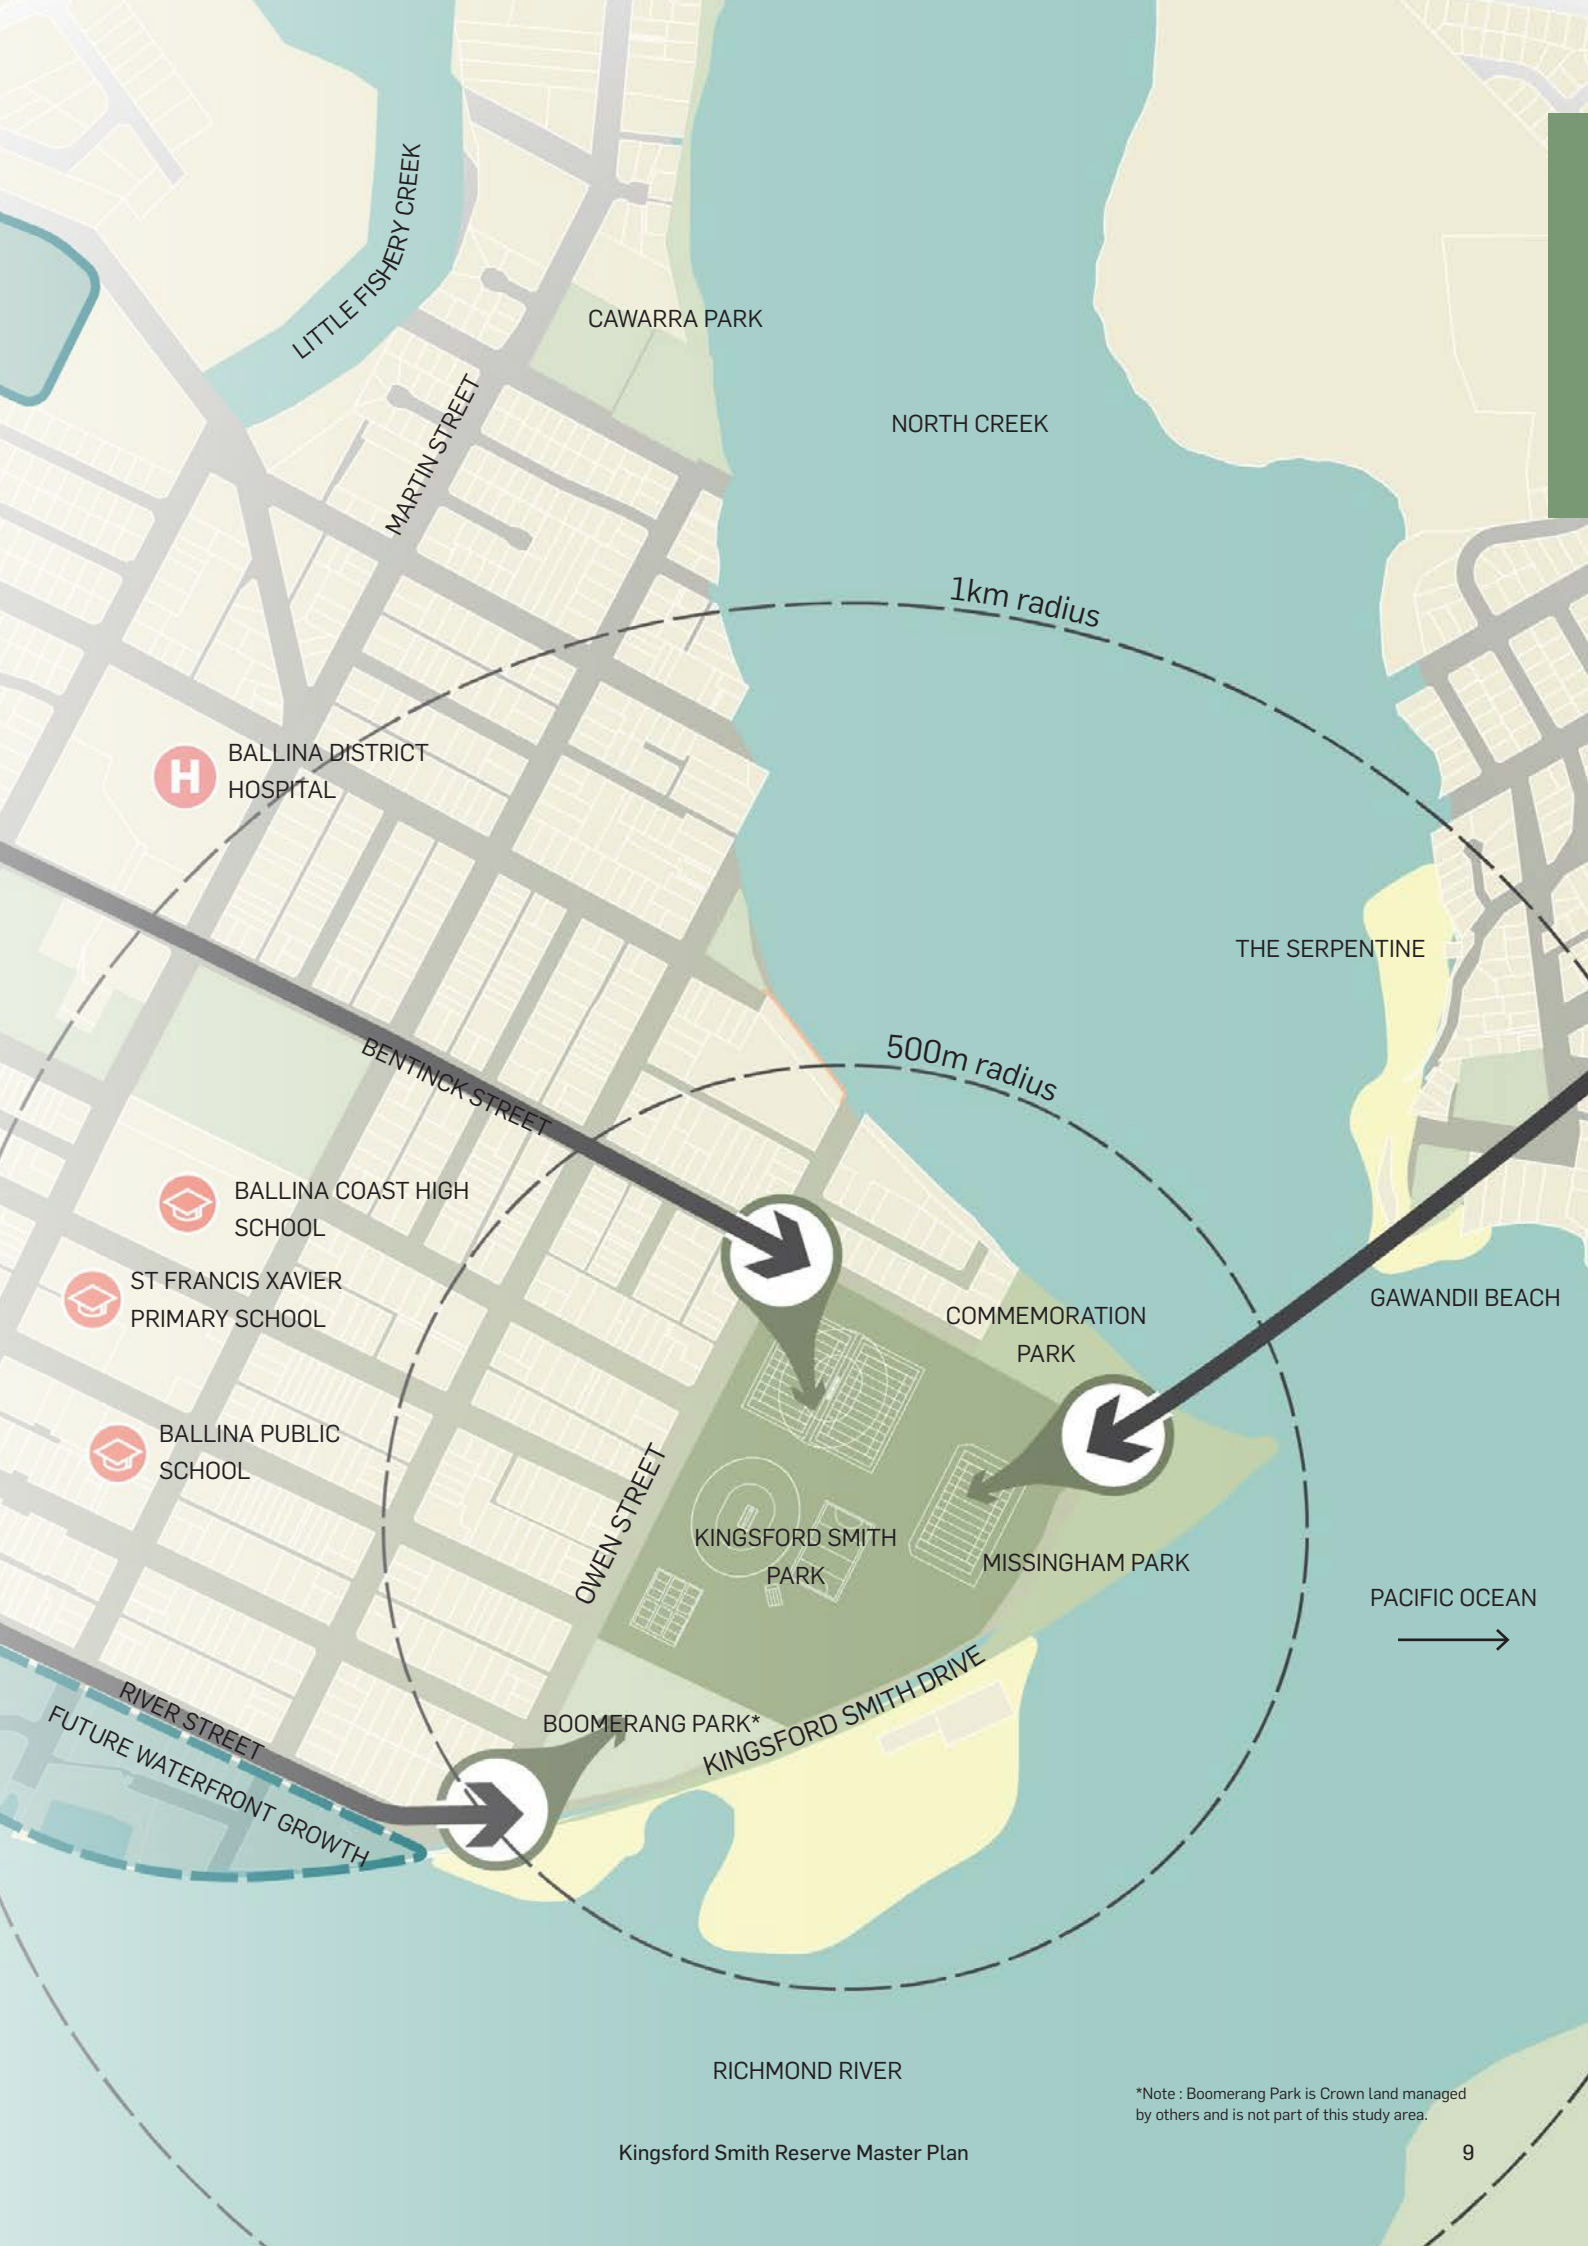 LITTLE FISHERY CREEK
CAWARRA PARK
MARTIN STREET
NORTH CREEK
1km radius
H
BALLINA DISTRICT
HOSPITAL
THE SERPENTINE
500m radius
BENTINCK STREET
BALLINA COAST HIGH
SCHOOL
ST FRANCIS XAVIER
PRIMARY SCHOOL
GAWANDII BEACH
COMMEMORATION
PARK
BALLINA PUBLIC
SCHOOL
OWEN STREET
KINGSFORD SMITH
PARK
MISSINGHAM PARK
PACIFIC OCEAN
KINGSFORD SMITH DRIVE
BOOMERANG PARK*
RIVER STREET
FUTURE WATERFRONT GROWTH
RICHMOND RIVER
*Note : Boomerang Park is Crown land managed
by others and is not part of this study area.
Kingsford Smith Reserve Master Plan
9